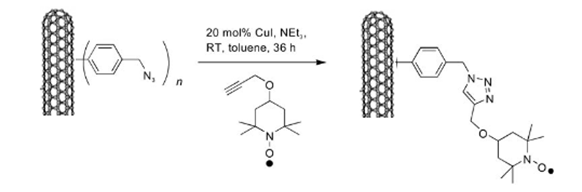 20 mol% CuI, NEt₃,
RT, toluene, 36 h
N₃
n
O
N
O•
N
N
N
O
N
O•